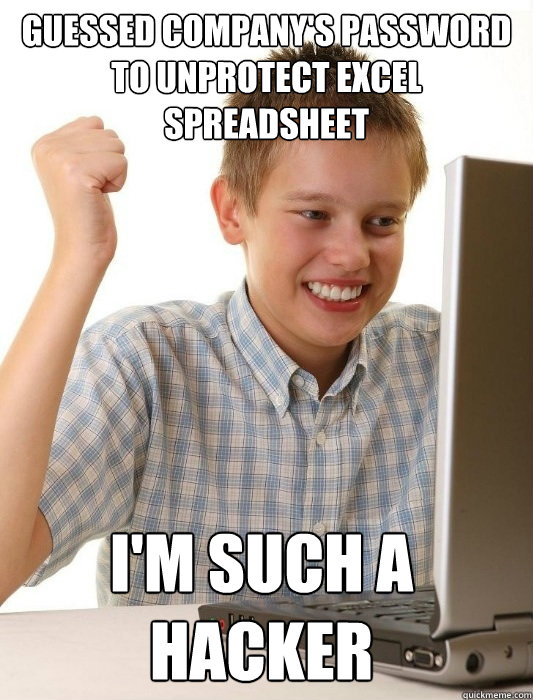 GUESSED COMPANY'S PASSWORD
TO UNPROTECT EXCEL
SPREADSHEET
I'M SUCH A
HACKER
quickmeme.com